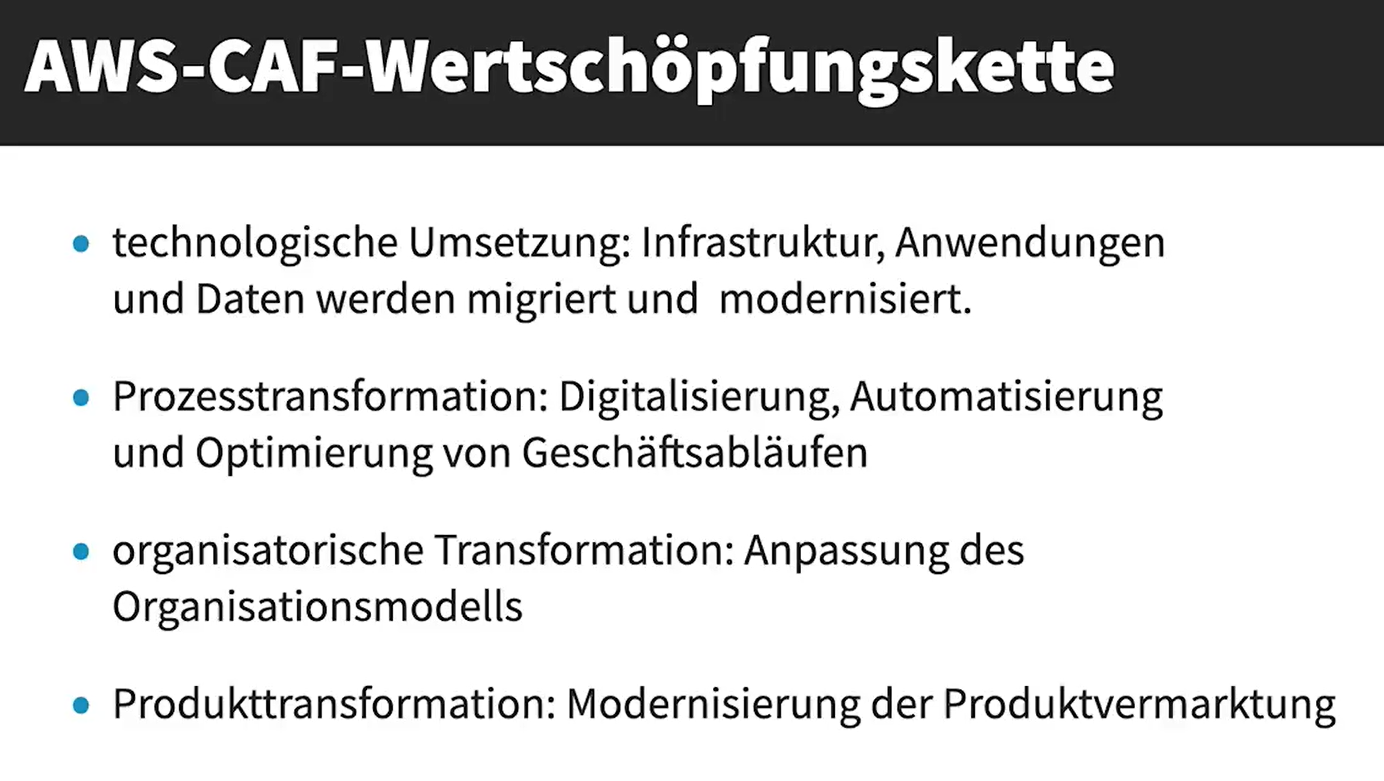 AWS-CAF-Wertschöpfungskette
• technologische Umsetzung: Infrastruktur, Anwendungen
und Daten werden migriert und  modernisiert.
• Prozesstransformation: Digitalisierung, Automatisierung
und Optimierung von Geschäftsabläufen
• organisatorische Transformation: Anpassung des
Organisationsmodells
• Produkttransformation: Modernisierung der Produktvermarktung